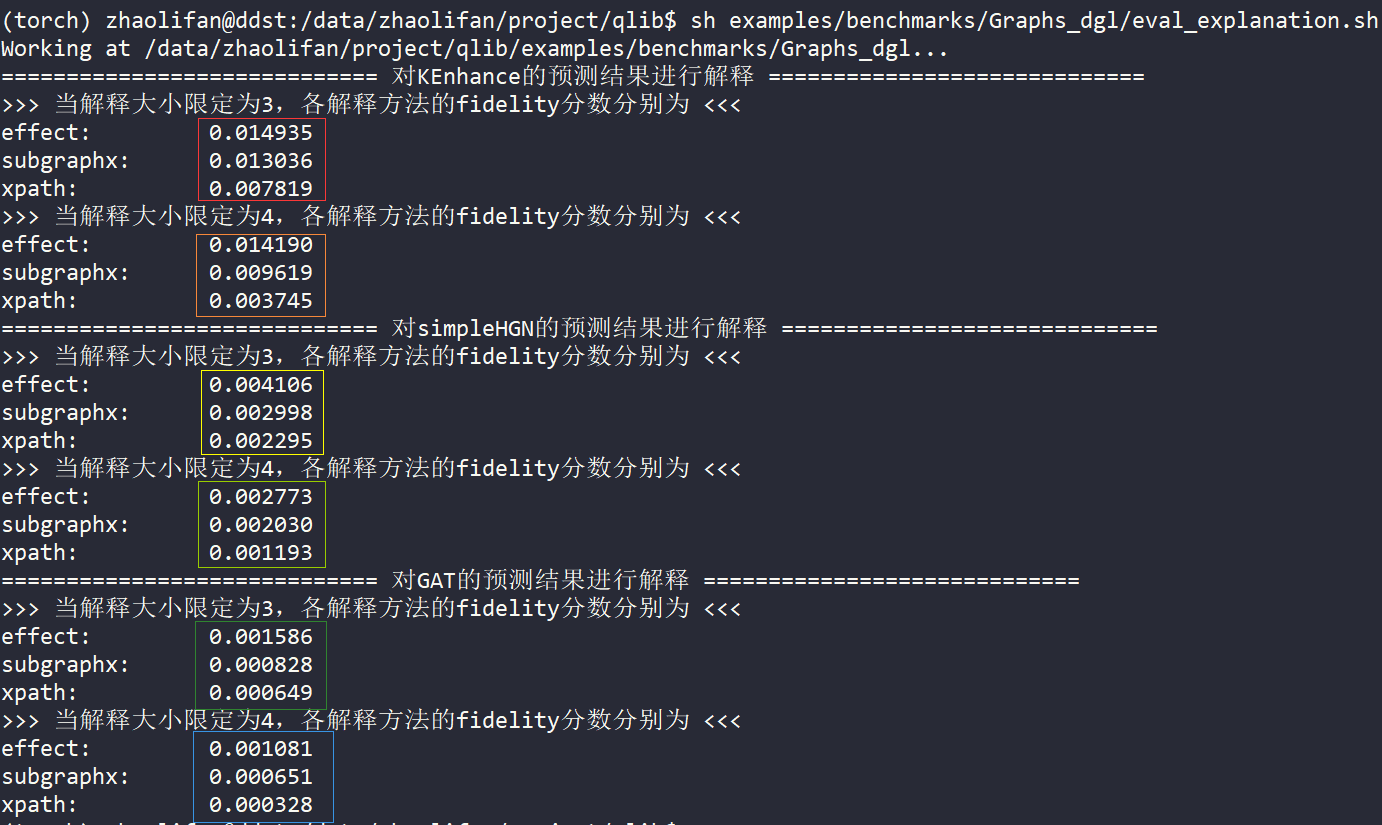 (torch) zhaolifan@ddst:/data/zhaolifan/project/qlib$ sh examples/benchmarks/Graphs_dgl/eval_explanation.sh
Working at /data/zhaolifan/project/qlib/examples/benchmarks/Graphs_dgl...
============================= 对KEnhance的预测结果进行解释 =============================
>>> 当解释大小限定为3, 各解释方法的fidelity分数分别为 <<<
effect: 0.014935
subgraphx: 0.013036
xpath: 0.007819
>>> 当解释大小限定为4, 各解释方法的fidelity分数分别为 <<<
effect: 0.014190
subgraphx: 0.009619
xpath: 0.003745
============================= 对simpleHGN的预测结果进行解释 =============================
>>> 当解释大小限定为3, 各解释方法的fidelity分数分别为 <<<
effect: 0.004106
subgraphx: 0.002998
xpath: 0.002295
>>> 当解释大小限定为4, 各解释方法的fidelity分数分别为 <<<
effect: 0.002773
subgraphx: 0.002030
xpath: 0.001193
============================= 对GAT的预测结果进行解释 =============================
>>> 当解释大小限定为3, 各解释方法的fidelity分数分别为 <<<
effect: 0.001586
subgraphx: 0.000828
xpath: 0.000649
>>> 当解释大小限定为4, 各解释方法的fidelity分数分别为 <<<
effect: 0.001081
subgraphx: 0.000651
xpath: 0.000328